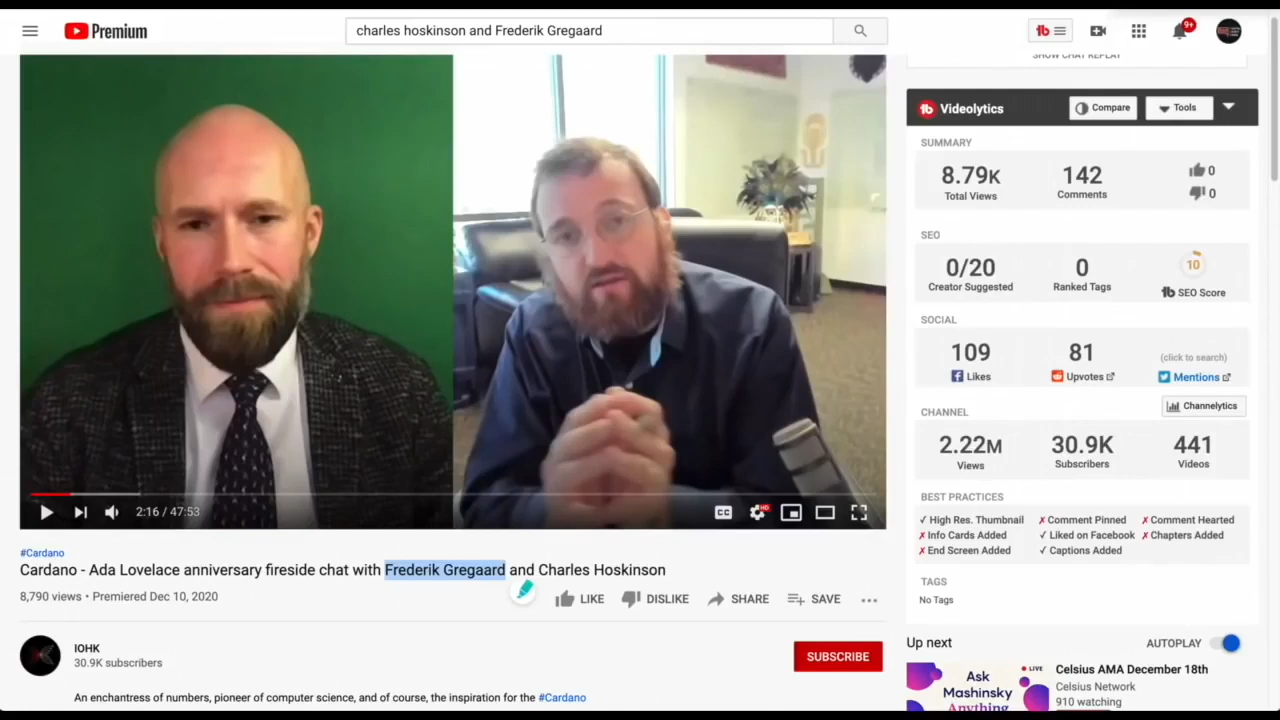 Premium
charles hoskinson and Frederik Gregaard
9+
SHOW CHAT REPLAY
2:16 / 47:53
CC
HD
#Cardano
Cardano - Ada Lovelace anniversary fireside chat with Frederik Gregaard and Charles Hoskinson
8,790 views • Premiered Dec 10, 2020
LIKE
DISLIKE
SHARE
SAVE
IOHK
30.9K subscribers
SUBSCRIBE
An enchantress of numbers, pioneer of computer science, and of course, the inspiration for the #Cardano
tb Videolytics
Compare
Tools
SUMMARY
8.79K
Total Views
142
Comments
0
0
SEO
0/20
Creator Suggested
0
Ranked Tags
10
tb SEO Score
SOCIAL
109
Likes
81
Upvotes
(click to search)
Mentions
CHANNEL
Channelytics
2.22M
Views
30.9K
Subscribers
441
Videos
BEST PRACTICES
✓ High Res. Thumbnail ✗ Comment Pinned ✗ Comment Hearted
✗ Info Cards Added ✓ Liked on Facebook ✗ Chapters Added
✗ End Screen Added ✓ Captions Added
TAGS
No Tags
Up next
AUTOPLAY
Ask
Mashinsky
Anything
LIVE
Celsius AMA December 18th
Celsius Network
910 watching